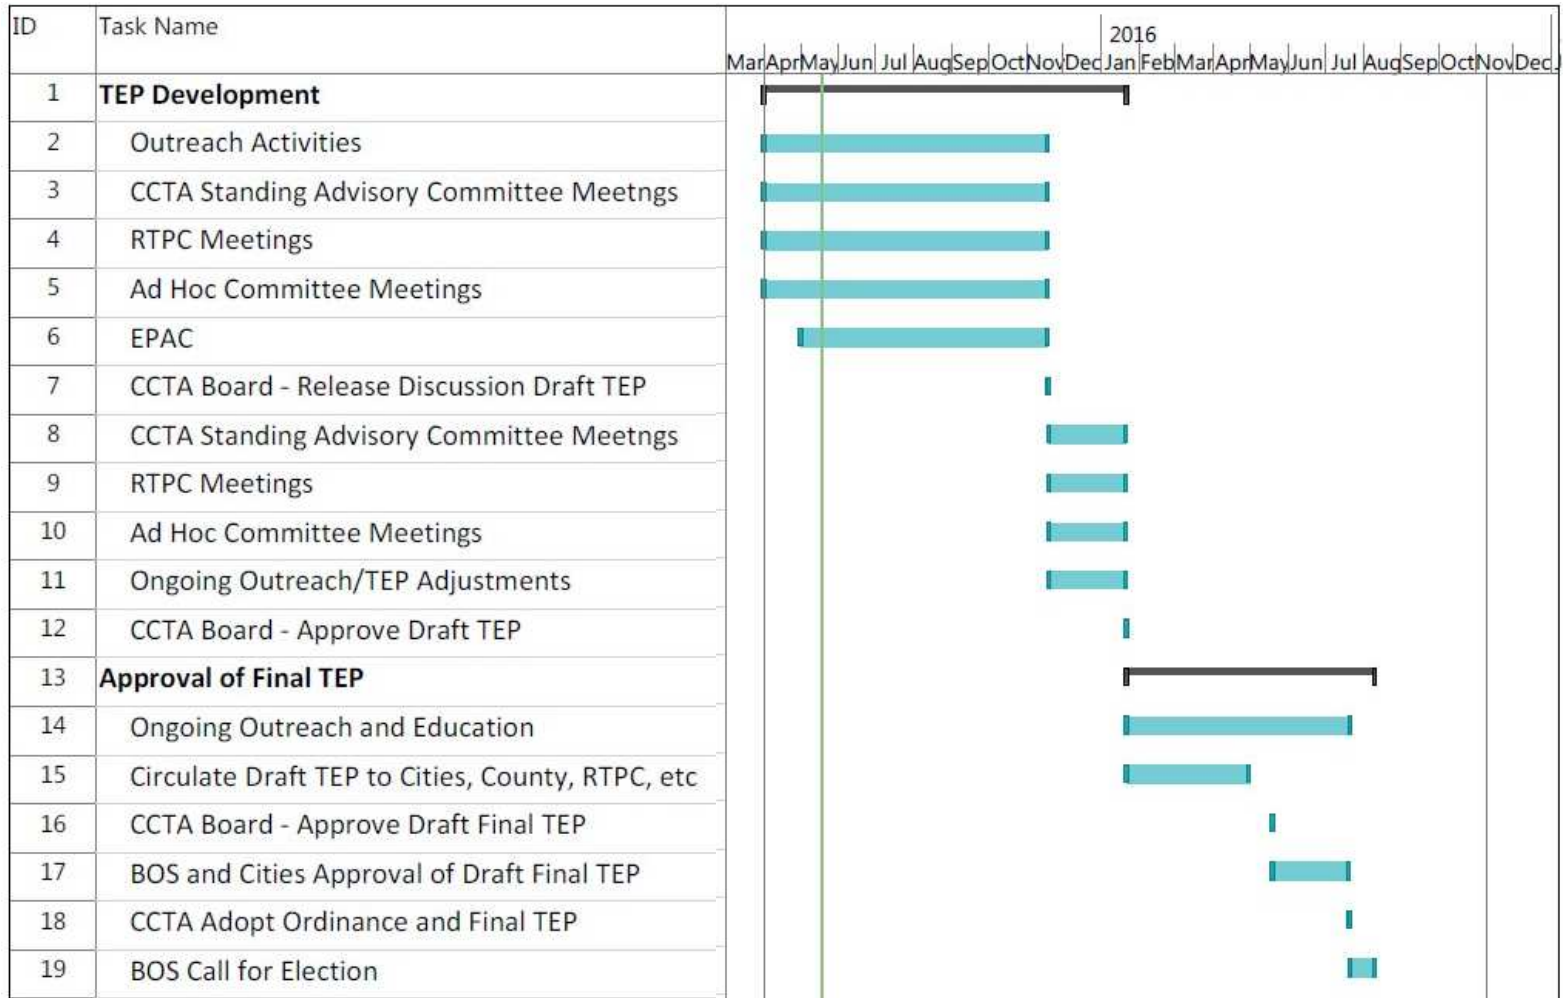 ID Task Name
2016
Mar Apr May Jun Jul Aug Sep Oct Nov Dec Jan Feb Mar Apr May Jun Jul Aug Sep Oct Nov Dec J
1 TEP Development
2 Outreach Activities
3 CCTA Standing Advisory Committee Meetngs
4 RTPC Meetings
5 Ad Hoc Committee Meetings
6 EPAC
7 CCTA Board - Release Discussion Draft TEP
8 CCTA Standing Advisory Committee Meetngs
9 RTPC Meetings
10 Ad Hoc Committee Meetings
11 Ongoing Outreach/TEP Adjustments
12 CCTA Board - Approve Draft TEP
13 Approval of Final TEP
14 Ongoing Outreach and Education
15 Circulate Draft TEP to Cities, County, RTPC, etc
16 CCTA Board - Approve Draft Final TEP
17 BOS and Cities Approval of Draft Final TEP
18 CCTA Adopt Ordinance and Final TEP
19 BOS Call for Election